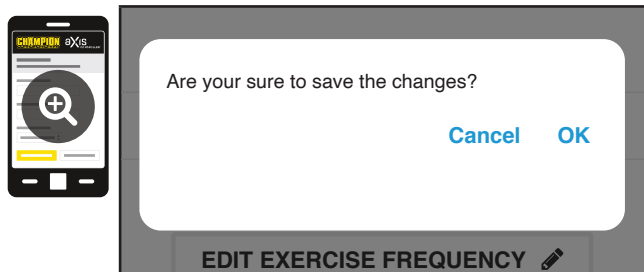 CHAMPION aXis
Are your sure to save the changes?
Cancel OK
EDIT EXERCISE FREQUENCY